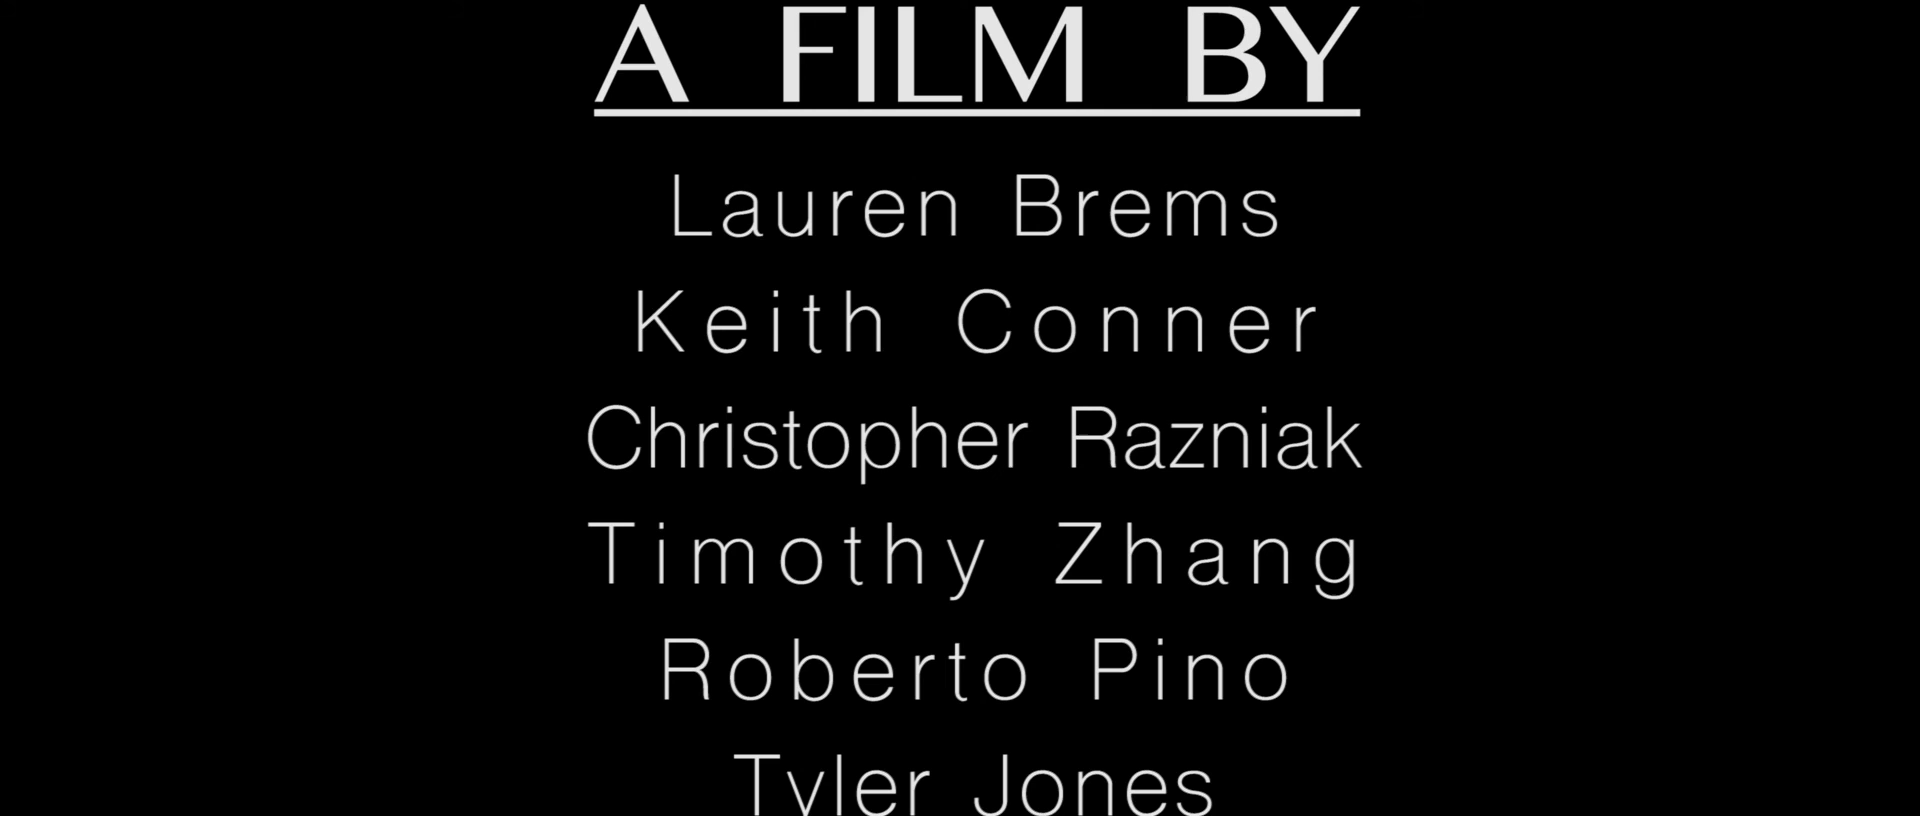 A FILM BY
Lauren Brems
Keith Conner
Christopher Razniak
Timothy Zhang
Roberto Pino
Tyler Jones